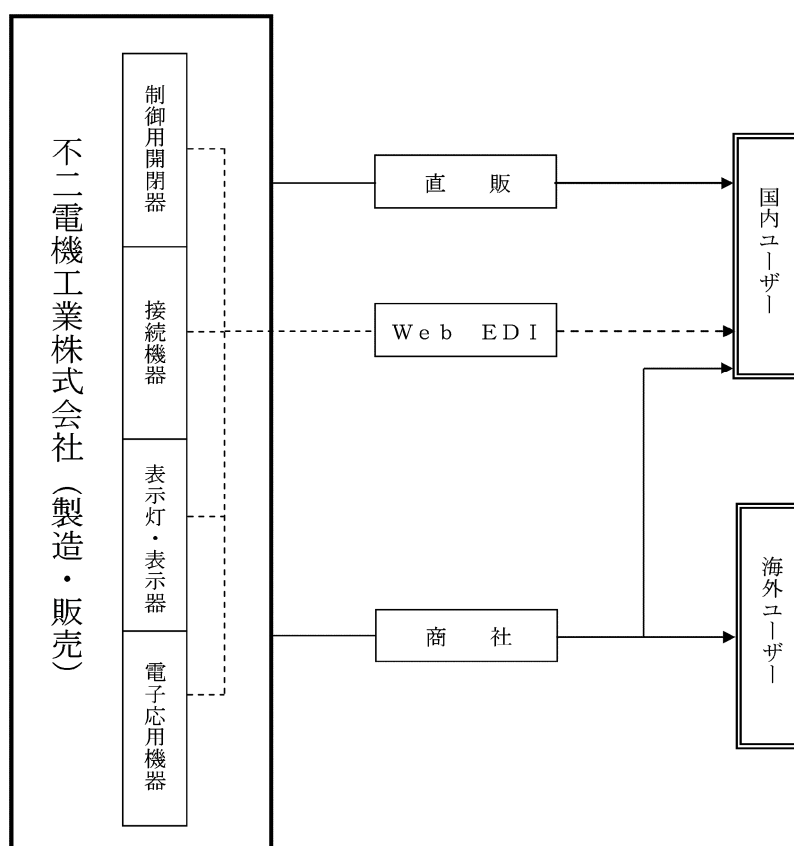 不二電機工業株式会社（製造・販売）
制御用開閉器
接続機器
表示灯・表示器
電子応用機器
直　販
Ｗｅｂ　ＥＤＩ
商　社
国内ユーザー
海外ユーザー